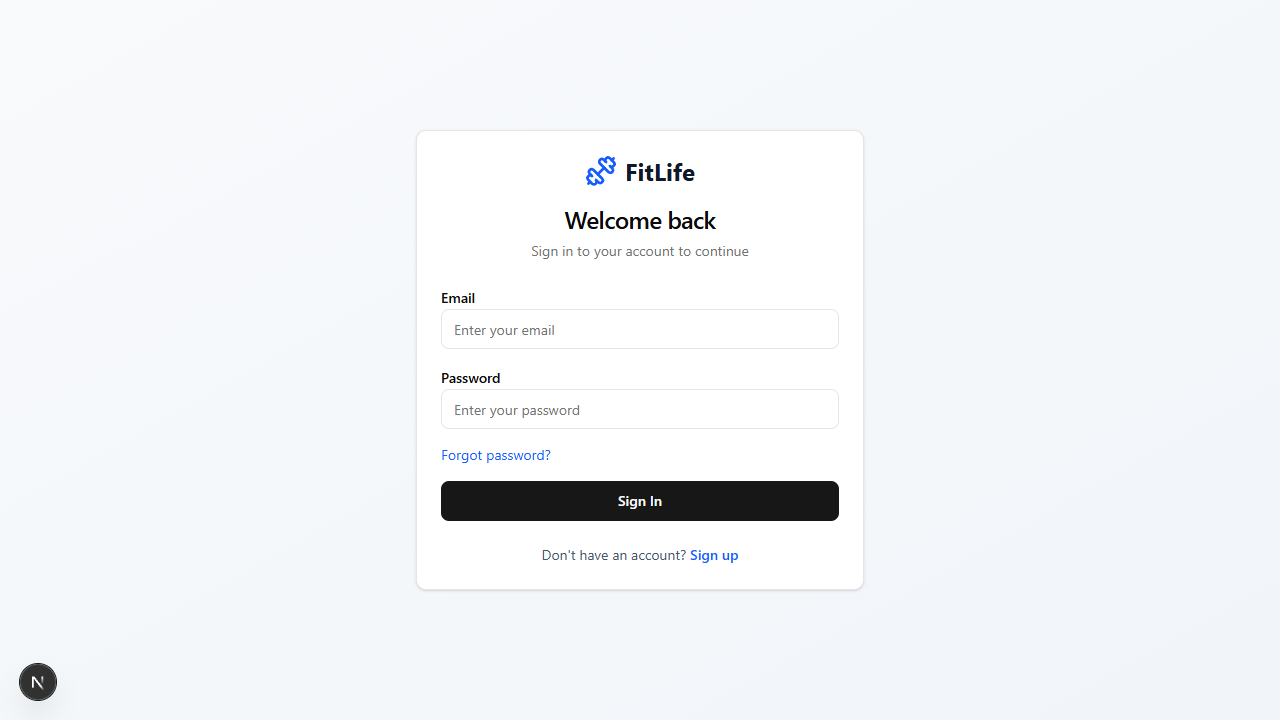 FitLife
Welcome back
Sign in to your account to continue
Email
Enter your email
Password
Enter your password
Forgot password?
Sign In
Don't have an account? Sign up
N